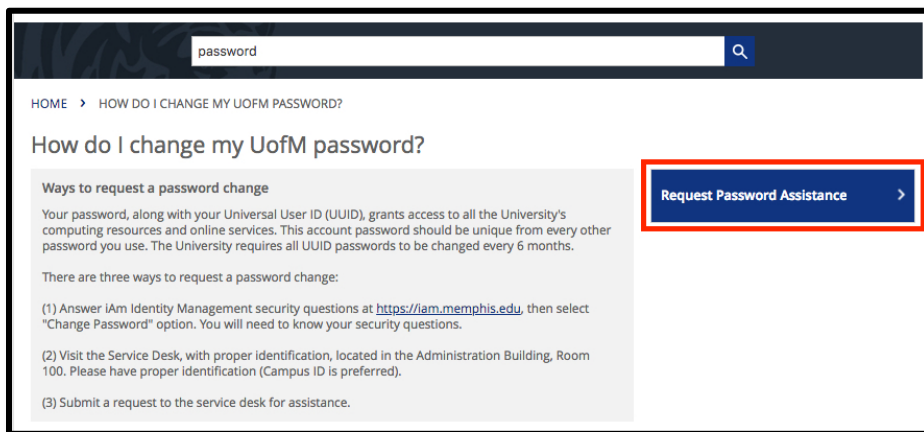 password
HOME > HOW DO I CHANGE MY UOFM PASSWORD?
How do I change my UofM password?
Ways to request a password change
Your password, along with your Universal User ID (UUID), grants access to all the University's
computing resources and online services. This account password should be unique from every other
password you use. The University requires all UUID passwords to be changed every 6 months.
There are three ways to request a password change:
(1) Answer iAm Identity Management security questions at https://iam.memphis.edu, then select
"Change Password" option. You will need to know your security questions.
(2) Visit the Service Desk, with proper identification, located in the Administration Building, Room
100. Please have proper identification (Campus ID is preferred).
(3) Submit a request to the service desk for assistance.
Request Password Assistance >